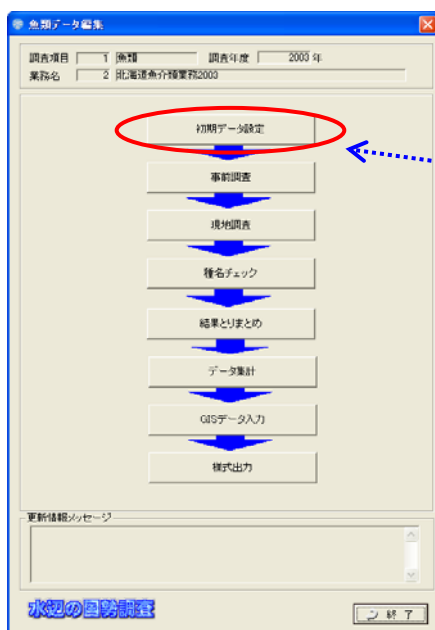 魚類データ編集
調査項目 1 魚類 調査年度 2003 年
業務名 2 北海道魚介類業務2003
初期データ設定
事前調査
現地調査
種名チェック
結果とりまとめ
データ集計
GISデータ入力
様式出力
更新情報メッセージ
水辺の国勢調査
終了